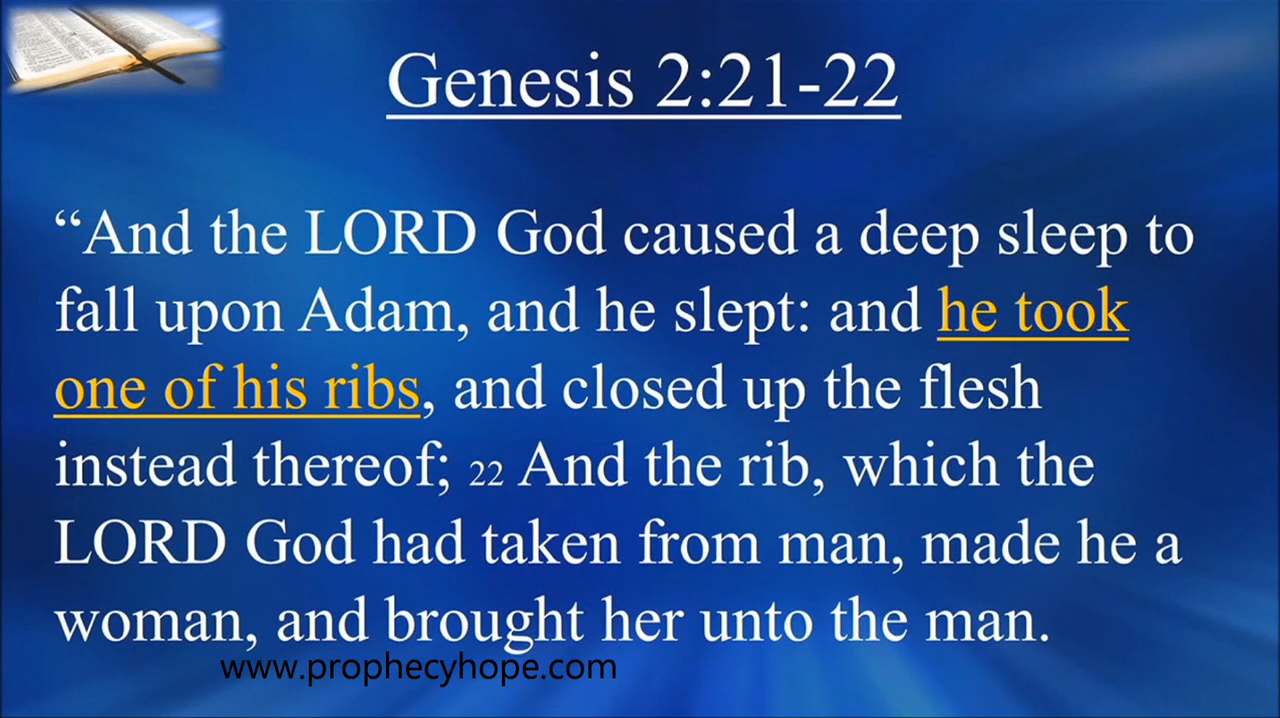 Genesis 2:21-22
“And the LORD God caused a deep sleep to
fall upon Adam, and he slept: and he took
one of his ribs, and closed up the flesh
instead thereof; 22 And the rib, which the
LORD God had taken from man, made he a
woman, and brought her unto the man.
www.prophecyhope.com